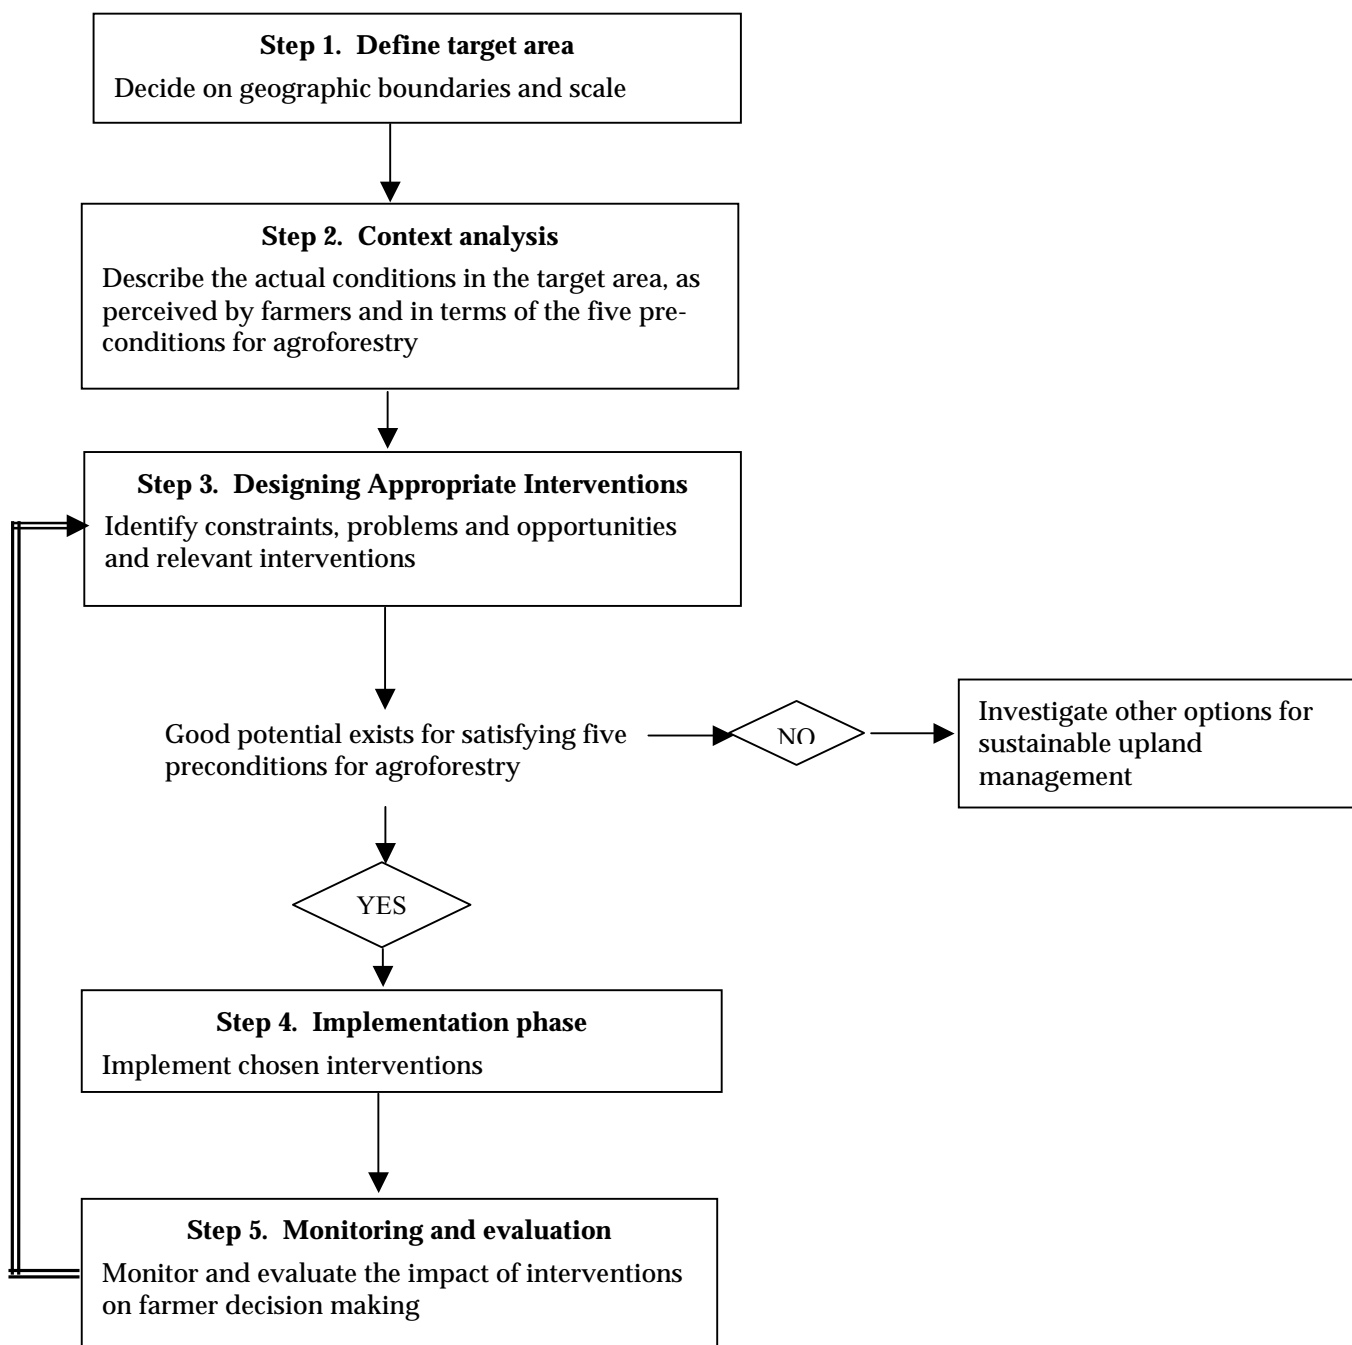 Step 1. Define target area
Decide on geographic boundaries and scale
Step 2. Context analysis
Describe the actual conditions in the target area, as
perceived by farmers and in terms of the five pre-
conditions for agroforestry
Step 3. Designing Appropriate Interventions
Identify constraints, problems and opportunities
and relevant interventions
Good potential exists for satisfying five
preconditions for agroforestry
NO
Investigate other options for
sustainable upland
management
YES
Step 4. Implementation phase
Implement chosen interventions
Step 5. Monitoring and evaluation
Monitor and evaluate the impact of interventions
on farmer decision making